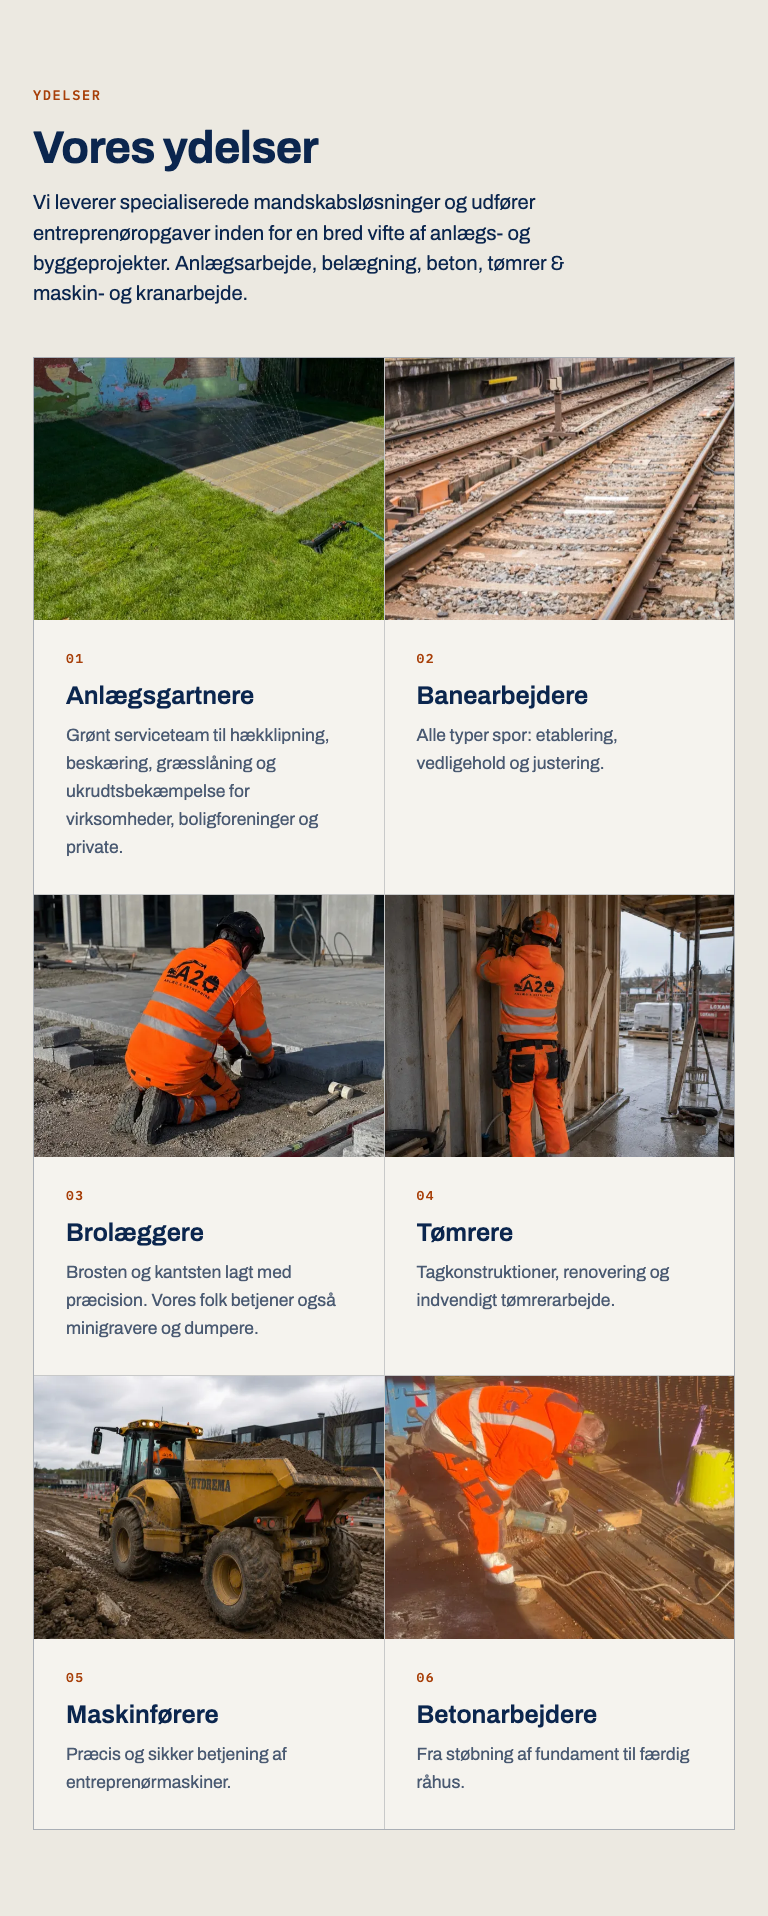 YDELSER
Vores ydelser
Vi leverer specialiserede mandskabsløsninger og udfører
entreprenøropgaver inden for en bred vifte af anlægs- og
byggeprojekter. Anlægsarbejde, belægning, beton, tømrer &
maskin- og kranarbejde.
01
Anlægsgartnere
Grønt serviceteam til hækklipning,
beskæring, græsslåning og
ukrudtsbekæmpelse for
virksomheder, boligforeninger og
private.
02
Banearbejdere
Alle typer spor: etablering,
vedligehold og justering.
A2
A2
03
Brolæggere
Brosten og kantsten lagt med
præcision. Vores folk betjener også
minigravere og dumpere.
04
Tømrere
Tagkonstruktioner, renovering og
indvendigt tømrerarbejde.
HYDREMA
05
Maskinførere
Præcis og sikker betjening af
entreprenørmaskiner.
06
Betonarbejdere
Fra støbning af fundament til færdig
råhus.